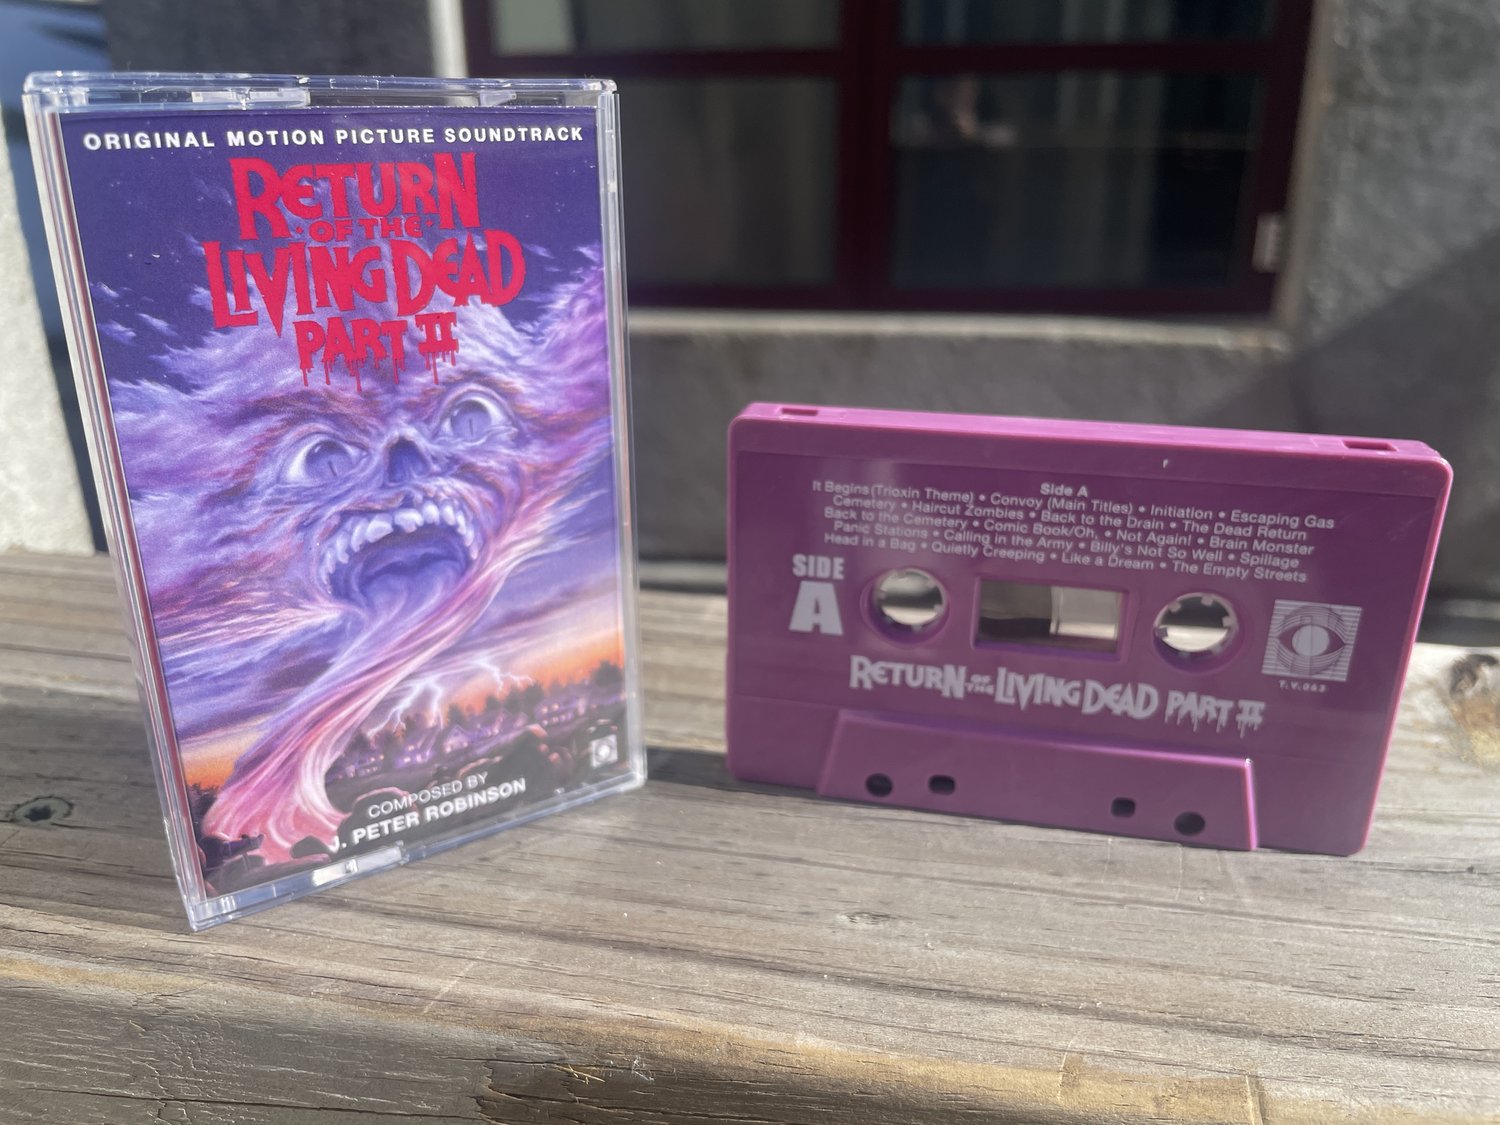 ORIGINAL MOTION PICTURE SOUNDTRACK
RETURN
OF THE
LIVING DEAD
PART II
COMPOSED BY
J. PETER ROBINSON
Side A
It Begins (Trioxin Theme) • Convoy (Main Titles) • Initiation • Escaping Gas
Cemetery • Haircut Zombies • Back to the Drain • The Dead Return
Back to the Cemetery • Comic Book/Oh, • Not Again! • Brain Monster
Panic Stations • Calling in the Army • Billy's Not So Well • Spillage
Head in a Bag • Quietly Creeping • Like a Dream • The Empty Streets
SIDE
A
T.V.063
RETURN OF THE LIVING DEAD PART II